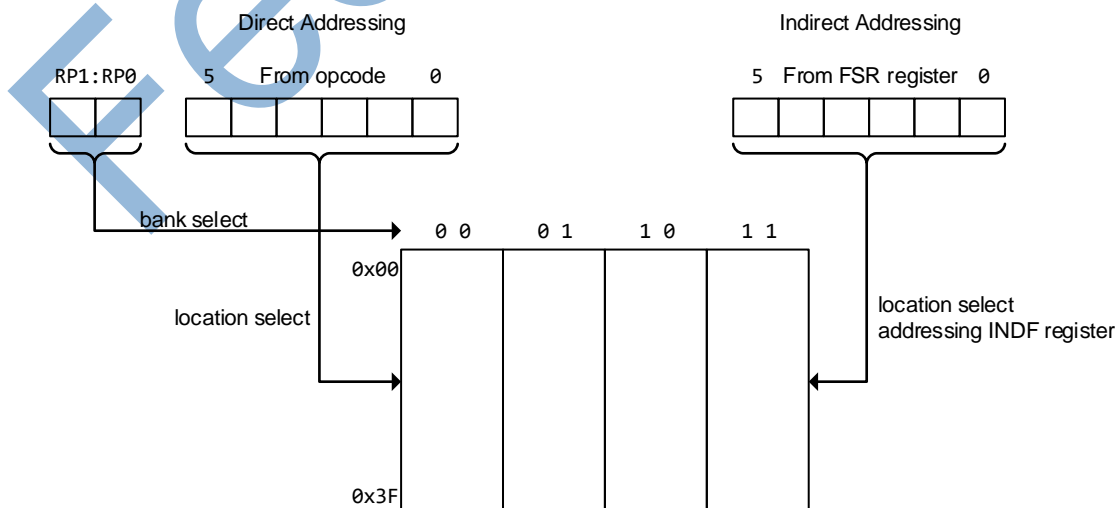 Direct Addressing
Indirect Addressing
RP1:RP0
5 From opcode 0
5 From FSR register 0
bank select
0 0 0 1 1 0 1 1
0x00
location select
location select
addressing INDF register
0x3F